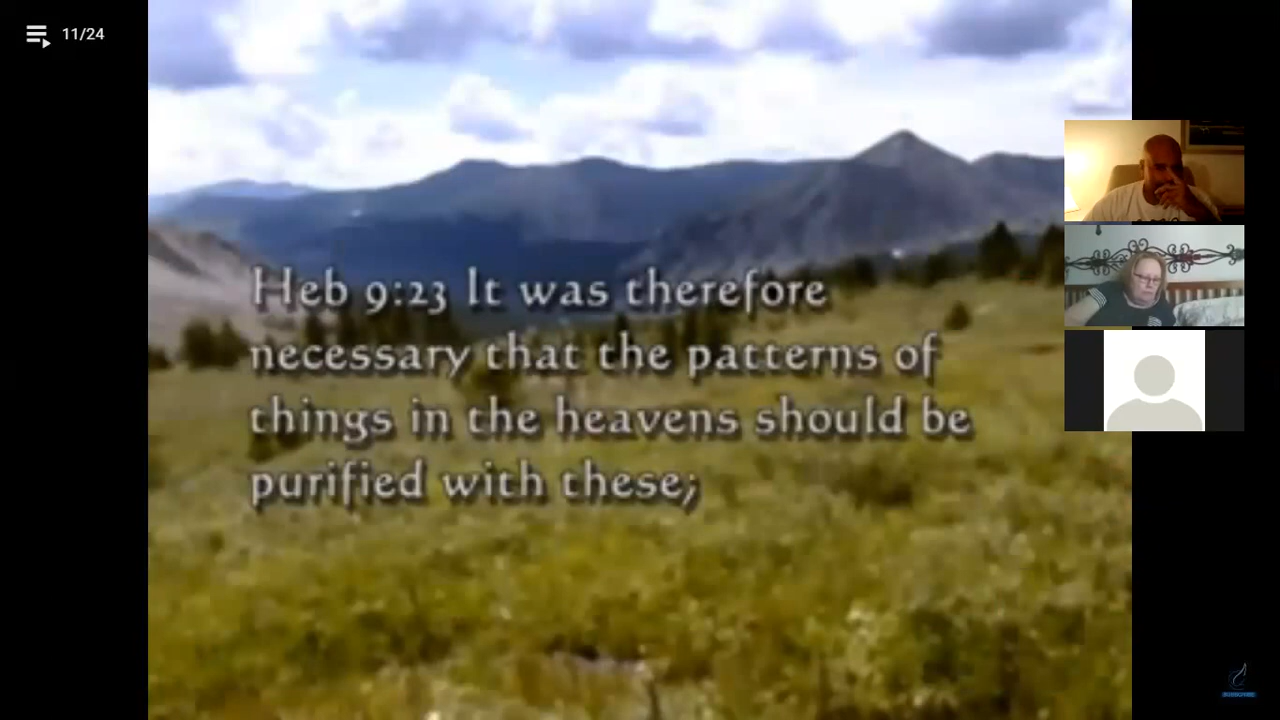 11/24
Heb 9:23 It was therefore
necessary that the patterns of
things in the heavens should be
purified with these;